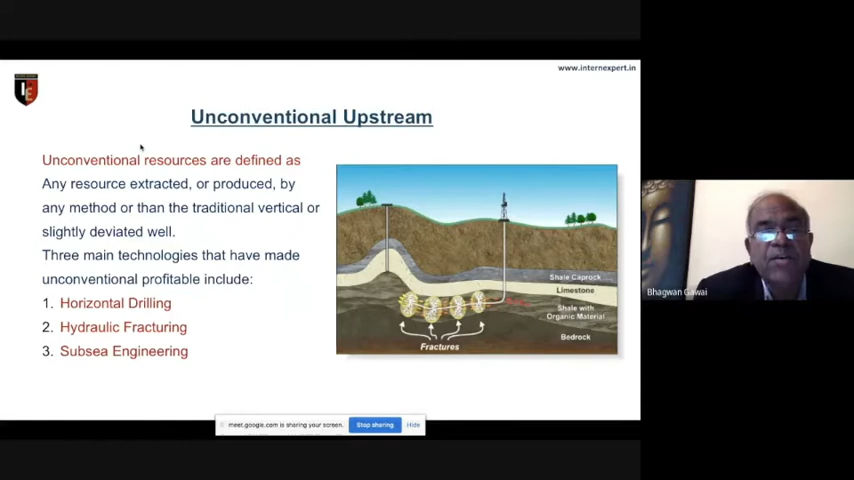 www.internexpert.in
Unconventional Upstream
Unconventional resources are defined as
Any resource extracted, or produced, by
any method or than the traditional vertical or
slightly deviated well.
Three main technologies that have made
unconventional profitable include:
1. Horizontal Drilling
2. Hydraulic Fracturing
3. Subsea Engineering
Shale Caprock
Limestone
Shale with
Organic Material
Bedrock
Fractures
Bhagwan Gawai
meet.google.com is sharing your screen.
Stop sharing
Hide